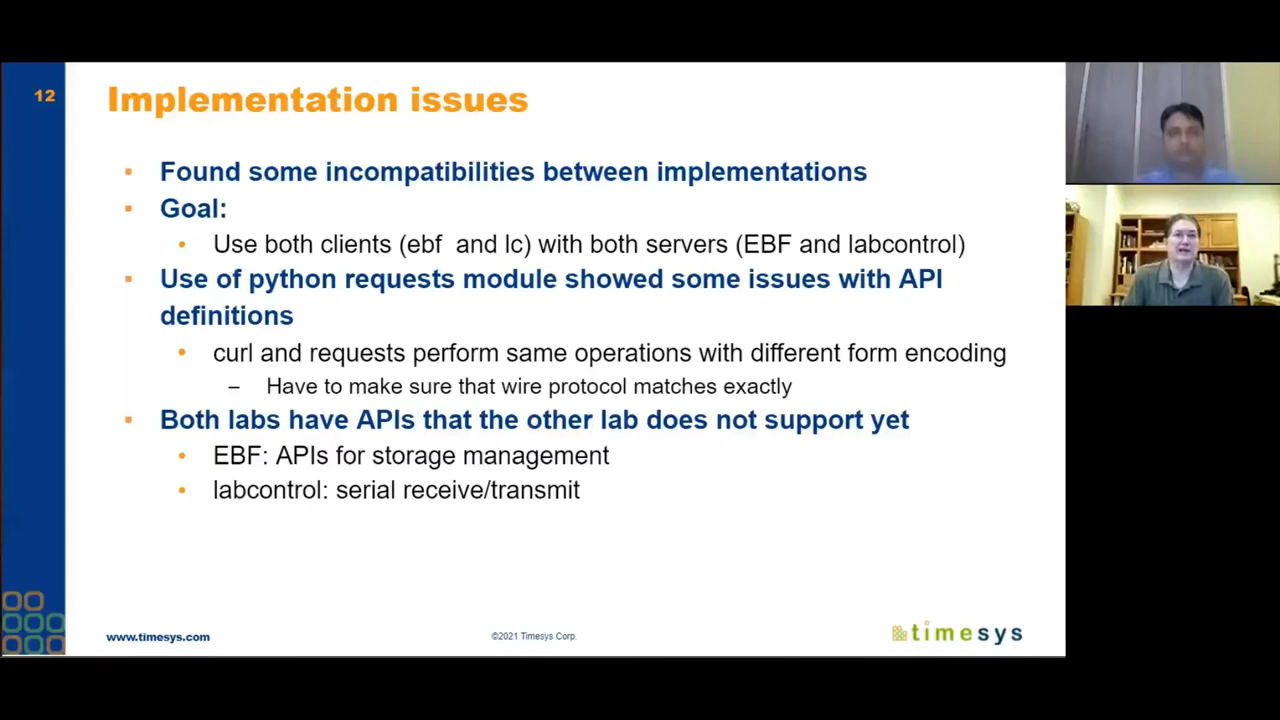 12
Implementation issues
Found some incompatibilities between implementations
Goal:
Use both clients (ebf and lc) with both servers (EBF and labcontrol)
Use of python requests module showed some issues with API
definitions
curl and requests perform same operations with different form encoding
– Have to make sure that wire protocol matches exactly
Both labs have APIs that the other lab does not support yet
EBF: APIs for storage management
labcontrol: serial receive/transmit
www.timesys.com
©2021 Timesys Corp.
timesys